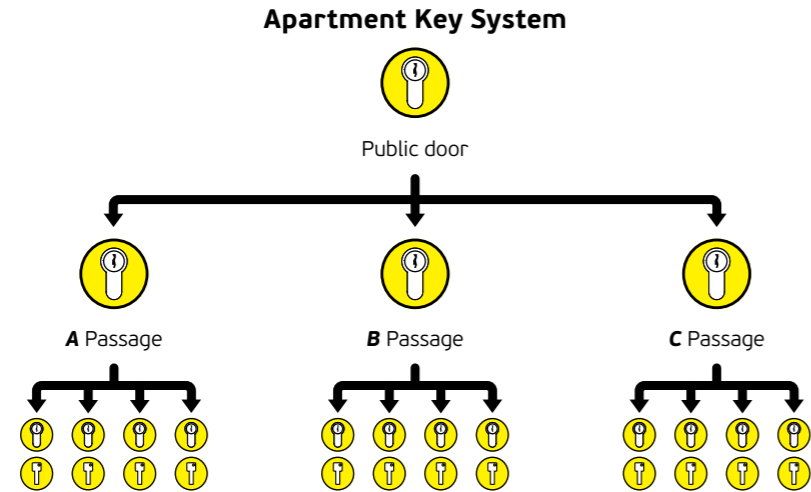 Apartment Key System
Public door
A Passage
B Passage
C Passage